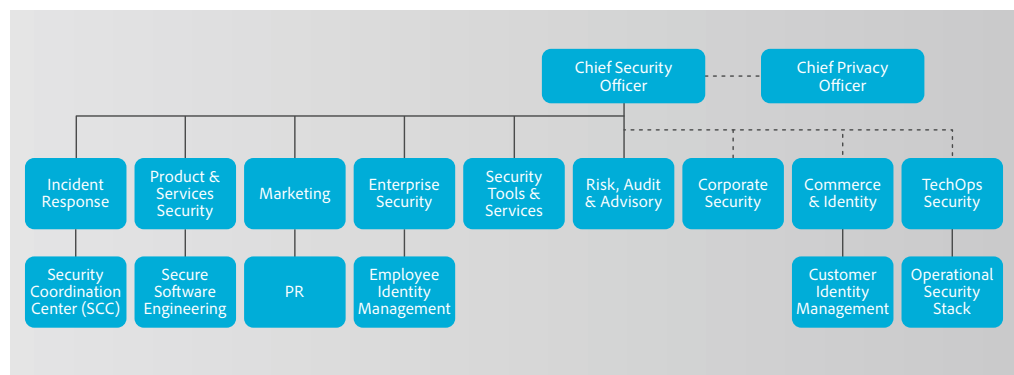 Chief Security
Officer
Chief Privacy
Officer
Incident
Response
Product &
Services
Security
Marketing
Enterprise
Security
Security
Tools &
Services
Risk, Audit
& Advisory
Corporate
Security
Commerce
& Identity
TechOps
Security
Security
Coordination
Center (SCC)
Secure
Software
Engineering
PR
Employee
Identity
Management
Customer
Identity
Management
Operational
Security
Stack